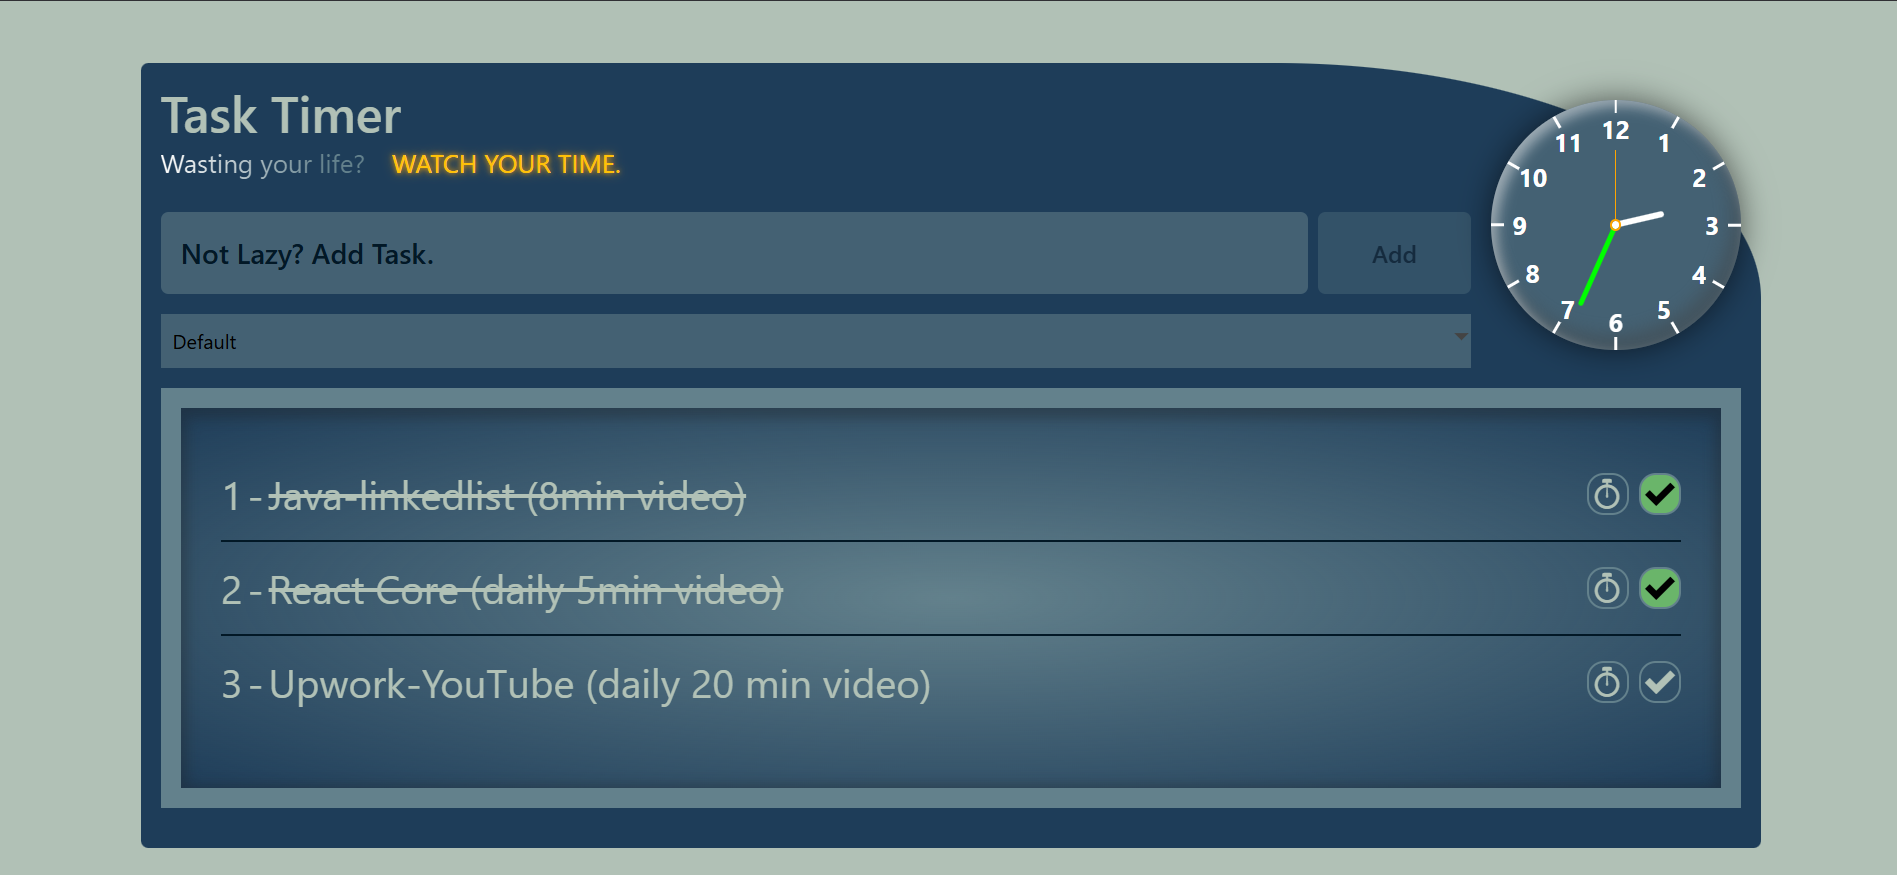 Task Timer
Wasting your life? WATCH YOUR TIME.
Not Lazy? Add Task.
Add
Default
12
1
2
3
4
5
6
7
8
9
10
11
1 - Java-linkedlist (8min video)
2 - React Core (daily 5min video)
3 - Upwork-YouTube (daily 20 min video)